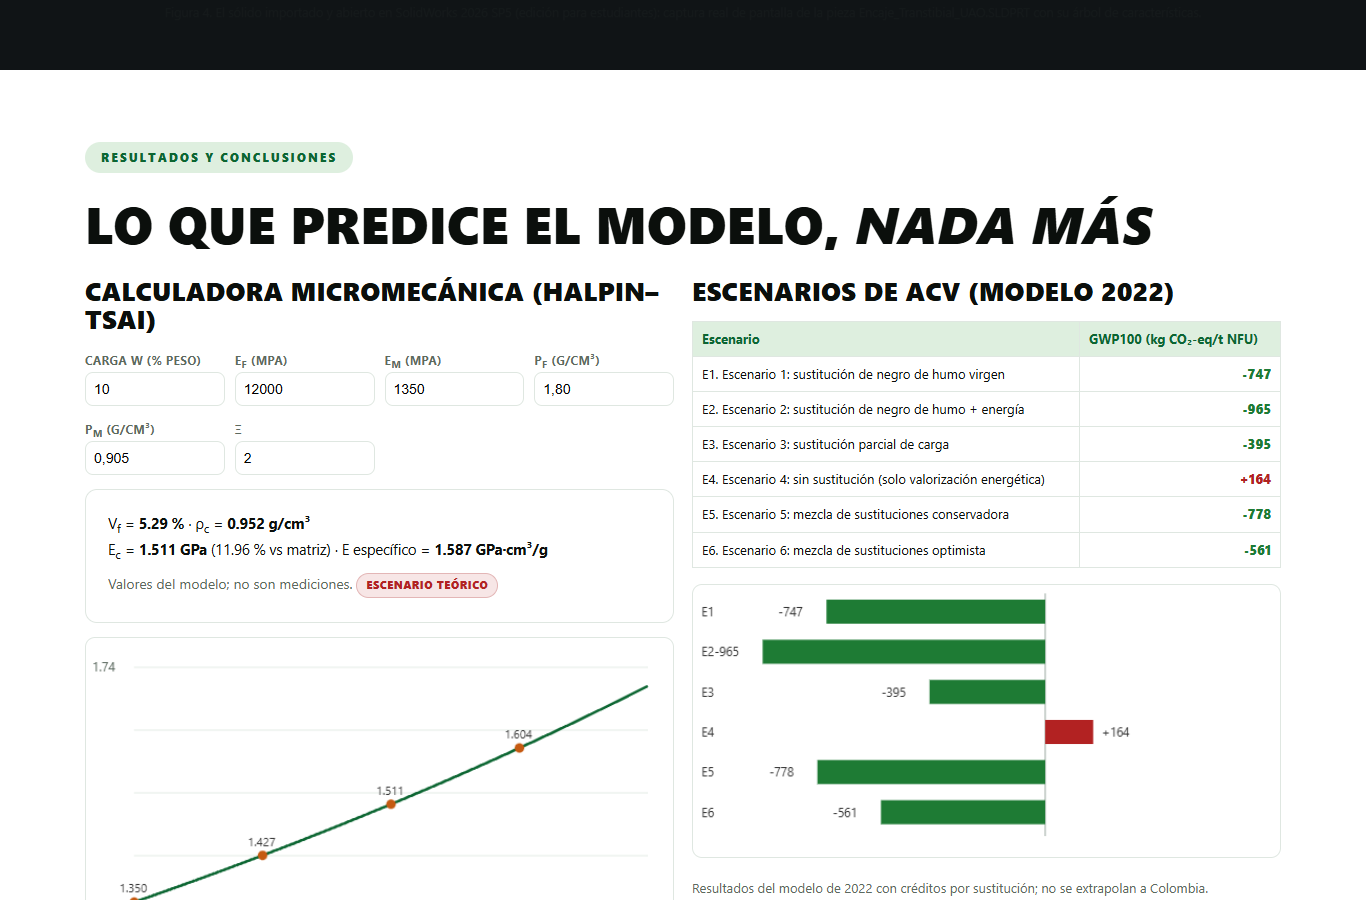 RESULTADOS Y CONCLUSIONES
LO QUE PREDICE EL MODELO, NADA MÁS
CALCULADORA MICROMECÁNICA (HALPIN–
TSAI)
CARGA W (% PESO)
E_F (MPA)
E_M (MPA)
Ρ_F (G/CM³)
10
12000
1350
1,80
Ρ_M (G/CM³)
Ξ
0,905
2
V_f = 5.29 % · ρ_c = 0.952 g/cm³
E_c = 1.511 GPa (11.96 % vs matriz) · E específico = 1.587 GPa·cm³/g
Valores del modelo; no son mediciones. ESCENARIO TEÓRICO
1.74
1.604
1.511
1.427
1.350
ESCENARIOS DE ACV (MODELO 2022)
Escenario GWP100 (kg CO₂-eq/t NFU)
E1. Escenario 1: sustitución de negro de humo virgen -747
E2. Escenario 2: sustitución de negro de humo + energía -965
E3. Escenario 3: sustitución parcial de carga -395
E4. Escenario 4: sin sustitución (solo valorización energética) +164
E5. Escenario 5: mezcla de sustituciones conservadora -778
E6. Escenario 6: mezcla de sustituciones optimista -561
E1 -747
E2 -965
E3 -395
E4 +164
E5 -778
E6 -561
Resultados del modelo de 2022 con créditos por sustitución; no se extrapolan a Colombia.